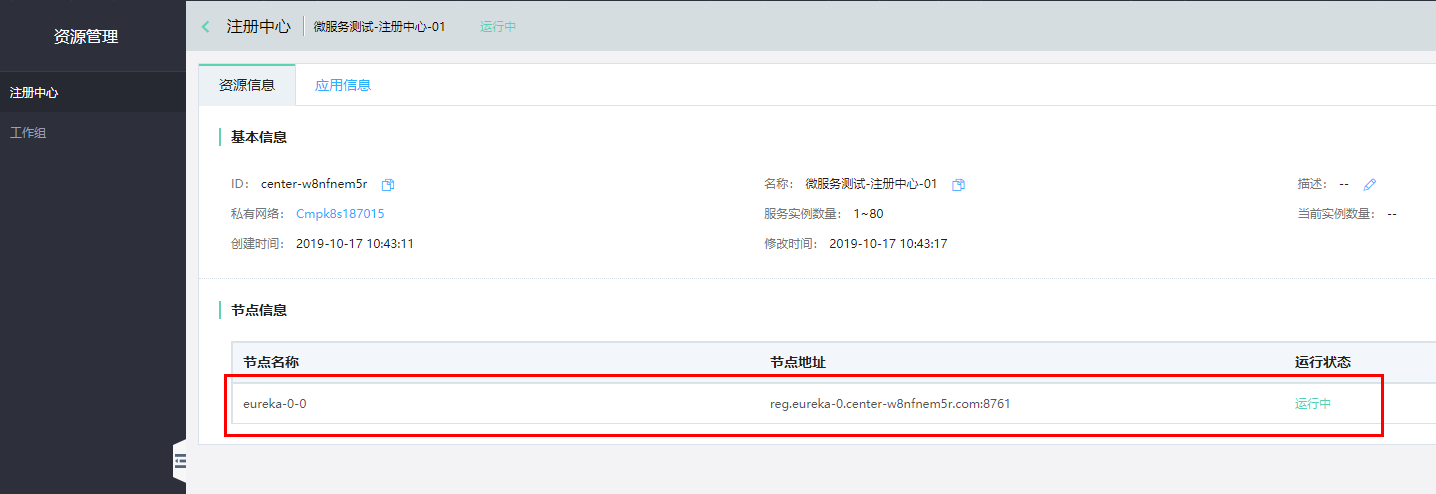 资源管理
注册中心
工作组
注册中心 微服务测试-注册中心-01 运行中
资源信息 应用信息
基本信息
ID: center-w8nfnem5r 名称: 微服务测试-注册中心-01 描述: --
私有网络: Cmpk8s187015 服务实例数量: 1~80 当前实例数量: --
创建时间: 2019-10-17 10:43:11 修改时间: 2019-10-17 10:43:17
节点信息
节点名称 节点地址 运行状态
eureka-0-0 reg.eureka-0.center-w8nfnem5r.com:8761 运行中